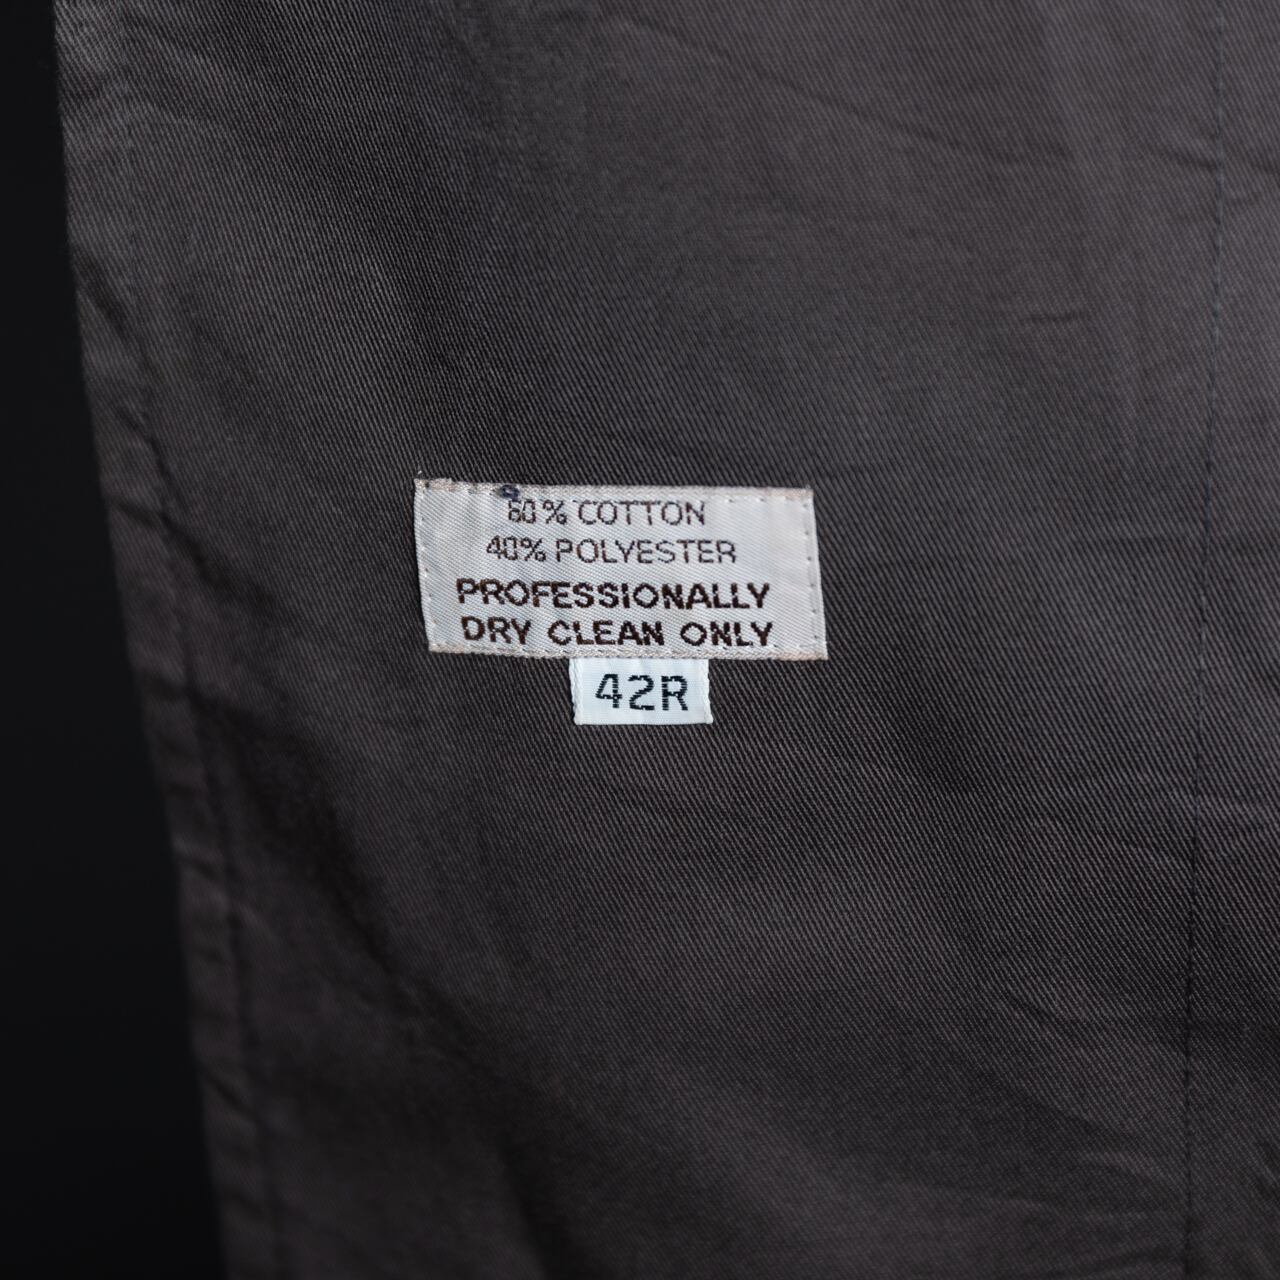 60% COTTON
40% POLYESTER
PROFESSIONALLY
DRY CLEAN ONLY
42R